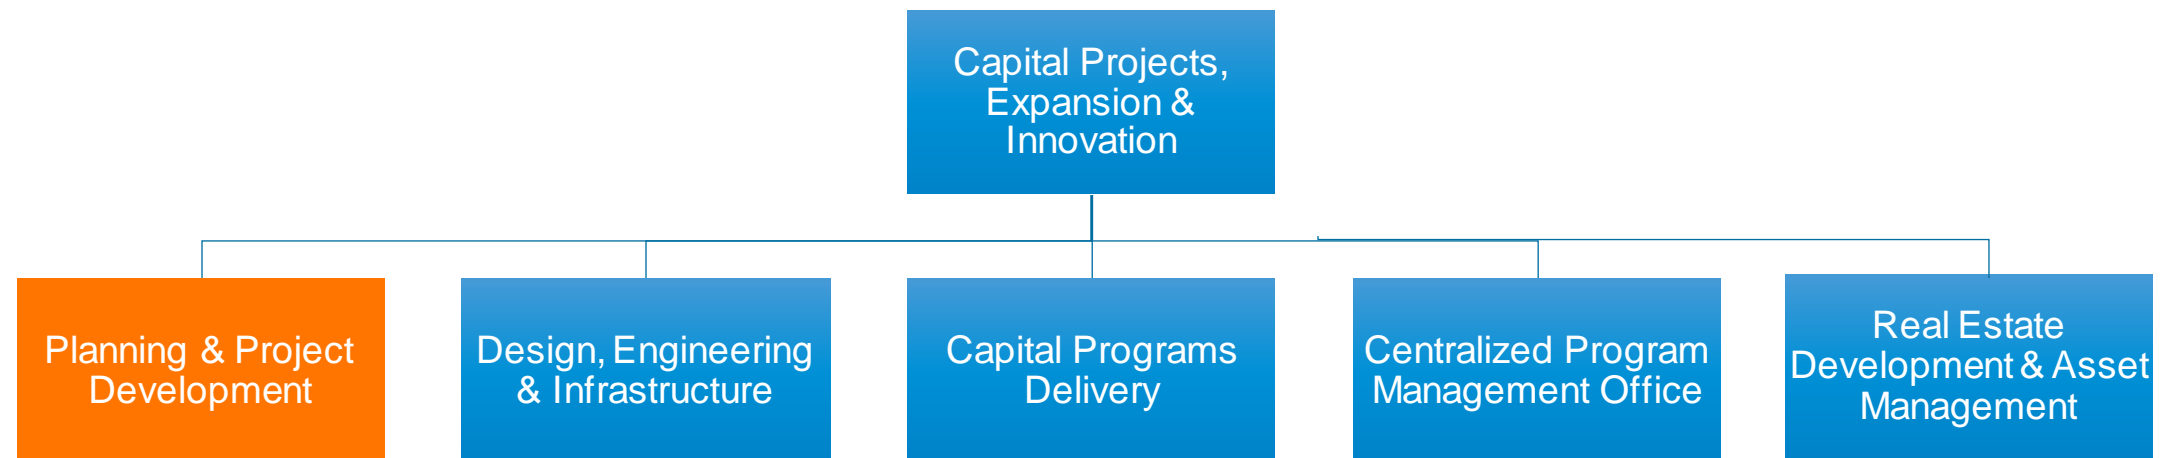 Capital Projects,
Expansion &
Innovation
Planning & Project
Development
Design, Engineering
& Infrastructure
Capital Programs
Delivery
Centralized Program
Management Office
Real Estate
Development & Asset
Management